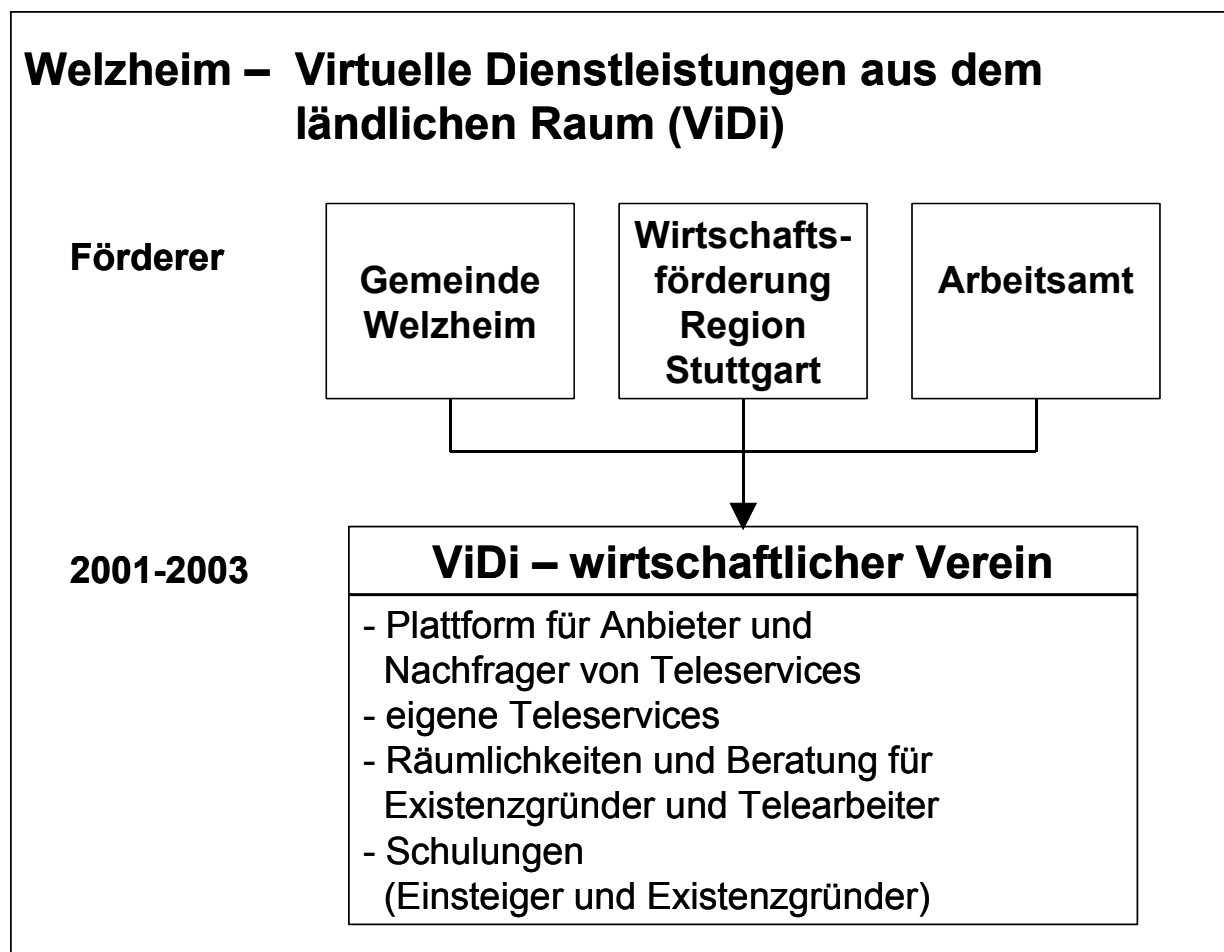 Welzheim – Virtuelle Dienstleistungen aus dem
ländlichen Raum (ViDi)
Förderer
Gemeinde
Welzheim
Wirtschafts-
förderung
Region
Stuttgart
Arbeitsamt
2001-2003
ViDi – wirtschaftlicher Verein
- Plattform für Anbieter und
Nachfrager von Teleservices
- eigene Teleservices
- Räumlichkeiten und Beratung für
Existenzgründer und Telearbeiter
- Schulungen
(Einsteiger und Existenzgründer)